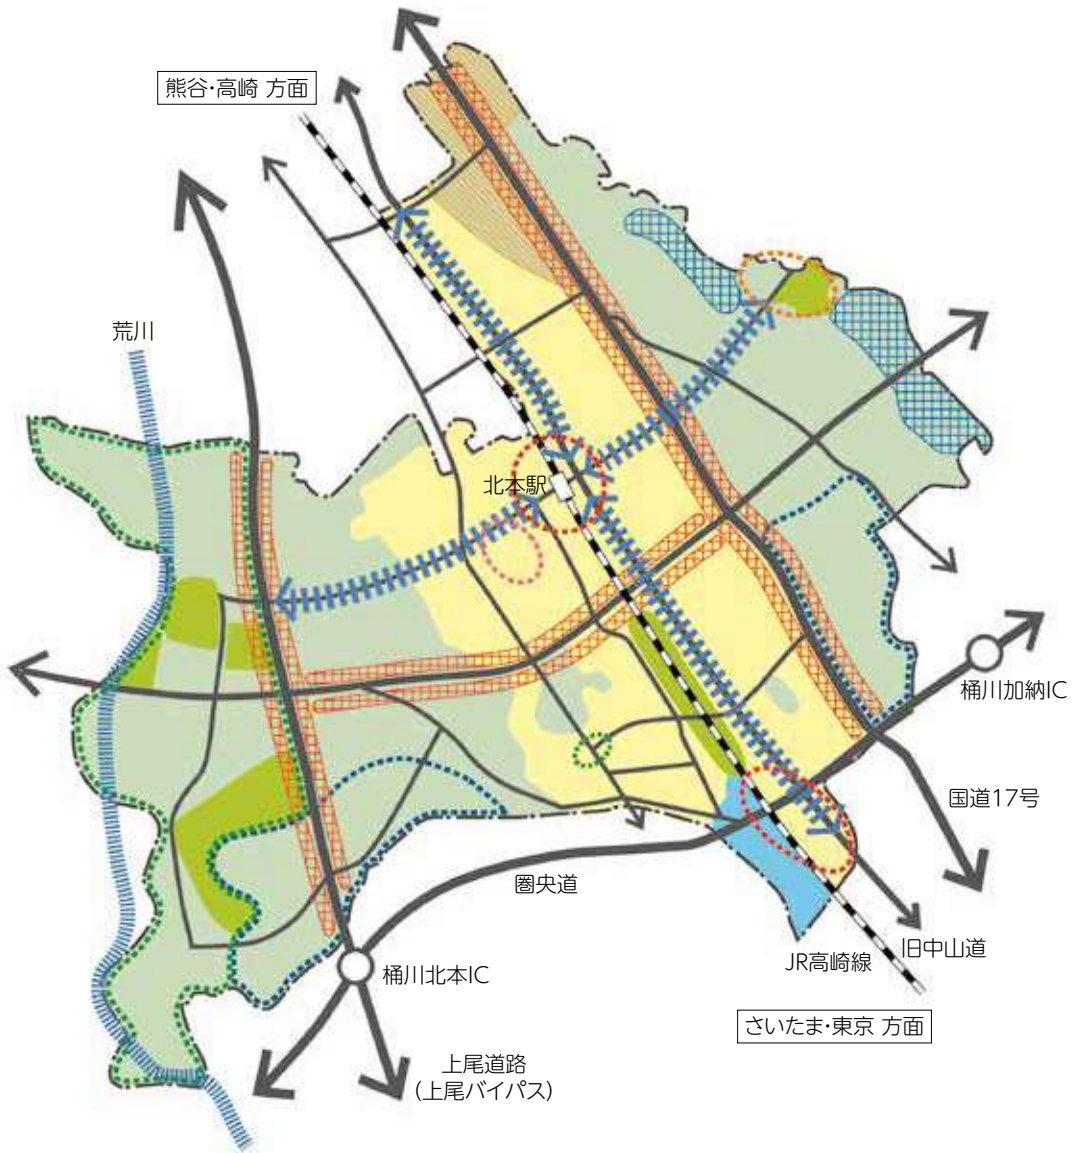 熊谷・高崎 方面
荒川
北本駅
桶川加納IC
国道17号
圏央道
旧中山道
JR高崎線
桶川北本IC
さいたま・東京 方面
上尾道路
(上尾バイパス)